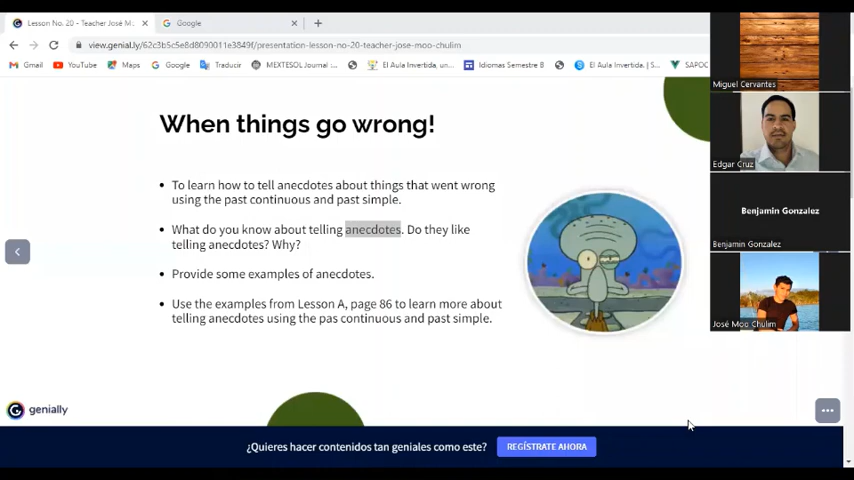 Lesson No. 20 - Teacher José M.
Google
view.genial.ly/62c3b5c5e8d8090011e3849f/presentation-lesson-no-20-teacher-jose-moo-chulim
Gmail
YouTube
Maps
Google
Traducir
MEXTESOL Journal :...
El Aula Invertida, un...
Idiomas Semestre 8
El Aula Invertida. | S...
SAPOC
When things go wrong!
• To learn how to tell anecdotes about things that went wrong
using the past continuous and past simple.
• What do you know about telling anecdotes. Do they like
telling anecdotes? Why?
• Provide some examples of anecdotes.
• Use the examples from Lesson A, page 86 to learn more about
telling anecdotes using the pas continuous and past simple.
Miguel Cervantes
Edgar Cruz
Benjamin Gonzalez
Benjamin Gonzalez
José Moo Chulim
genially
¿Quieres hacer contenidos tan geniales como este?
REGÍSTRATE AHORA